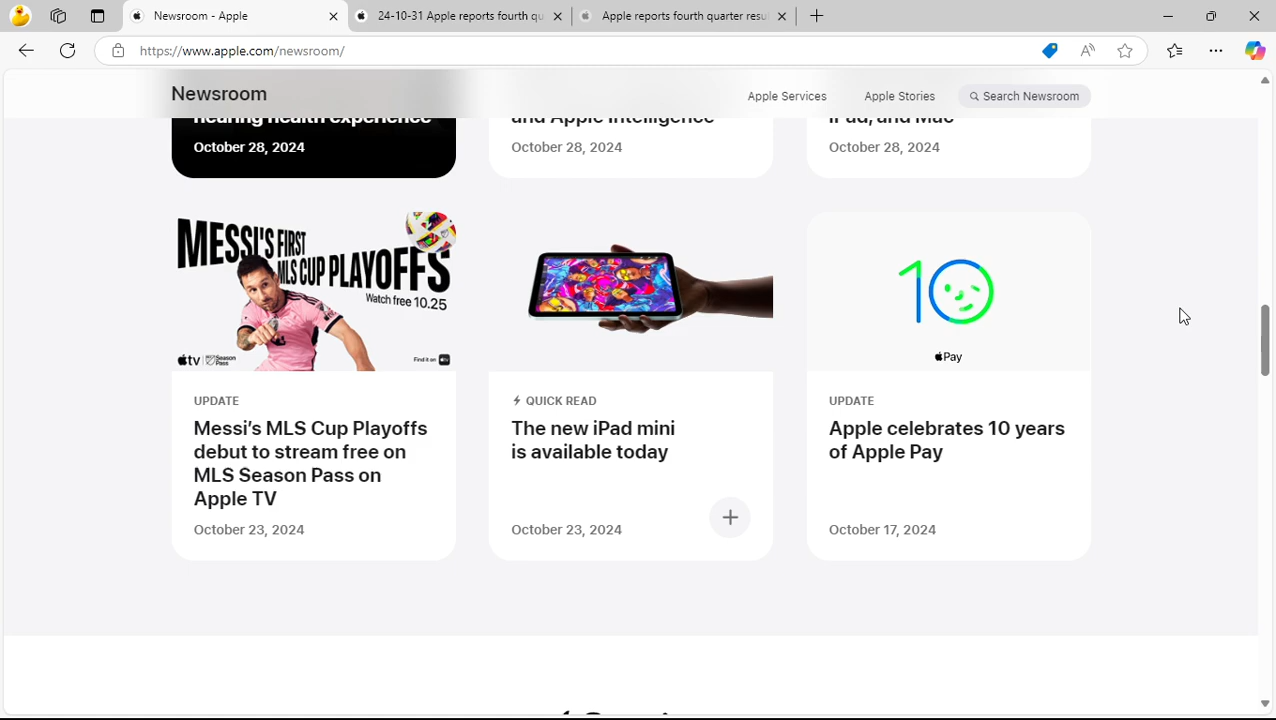 Newsroom - Apple
24-10-31 Apple reports fourth qu
Apple reports fourth quarter resul
https://www.apple.com/newsroom/
Newsroom
Apple Services
Apple Stories
Search Newsroom
hearing health experience
and Apple Intelligence
iPad, and Mac
October 28, 2024
October 28, 2024
October 28, 2024
MESSI'S FIRST
MLS CUP PLAYOFFS
Watch free 10.25
tv
MLS Season Pass
Find it on
UPDATE
Messi's MLS Cup Playoffs
debut to stream free on
MLS Season Pass on
Apple TV
October 23, 2024
QUICK READ
The new iPad mini
is available today
October 23, 2024
10
Pay
UPDATE
Apple celebrates 10 years
of Apple Pay
October 17, 2024